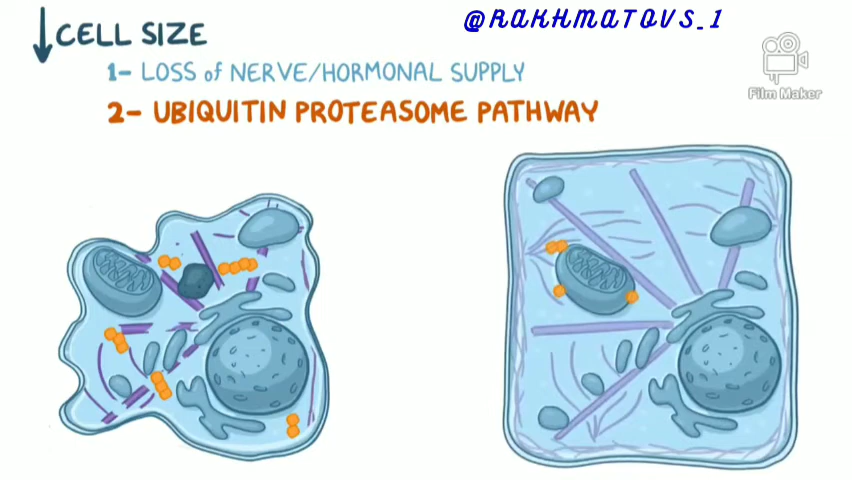 @RAKHMATOVS_1
↓CELL SIZE
1- LOSS of NERVE/HORMONAL SUPPLY
2- UBIQUITIN PROTEASOME PATHWAY
Film Maker